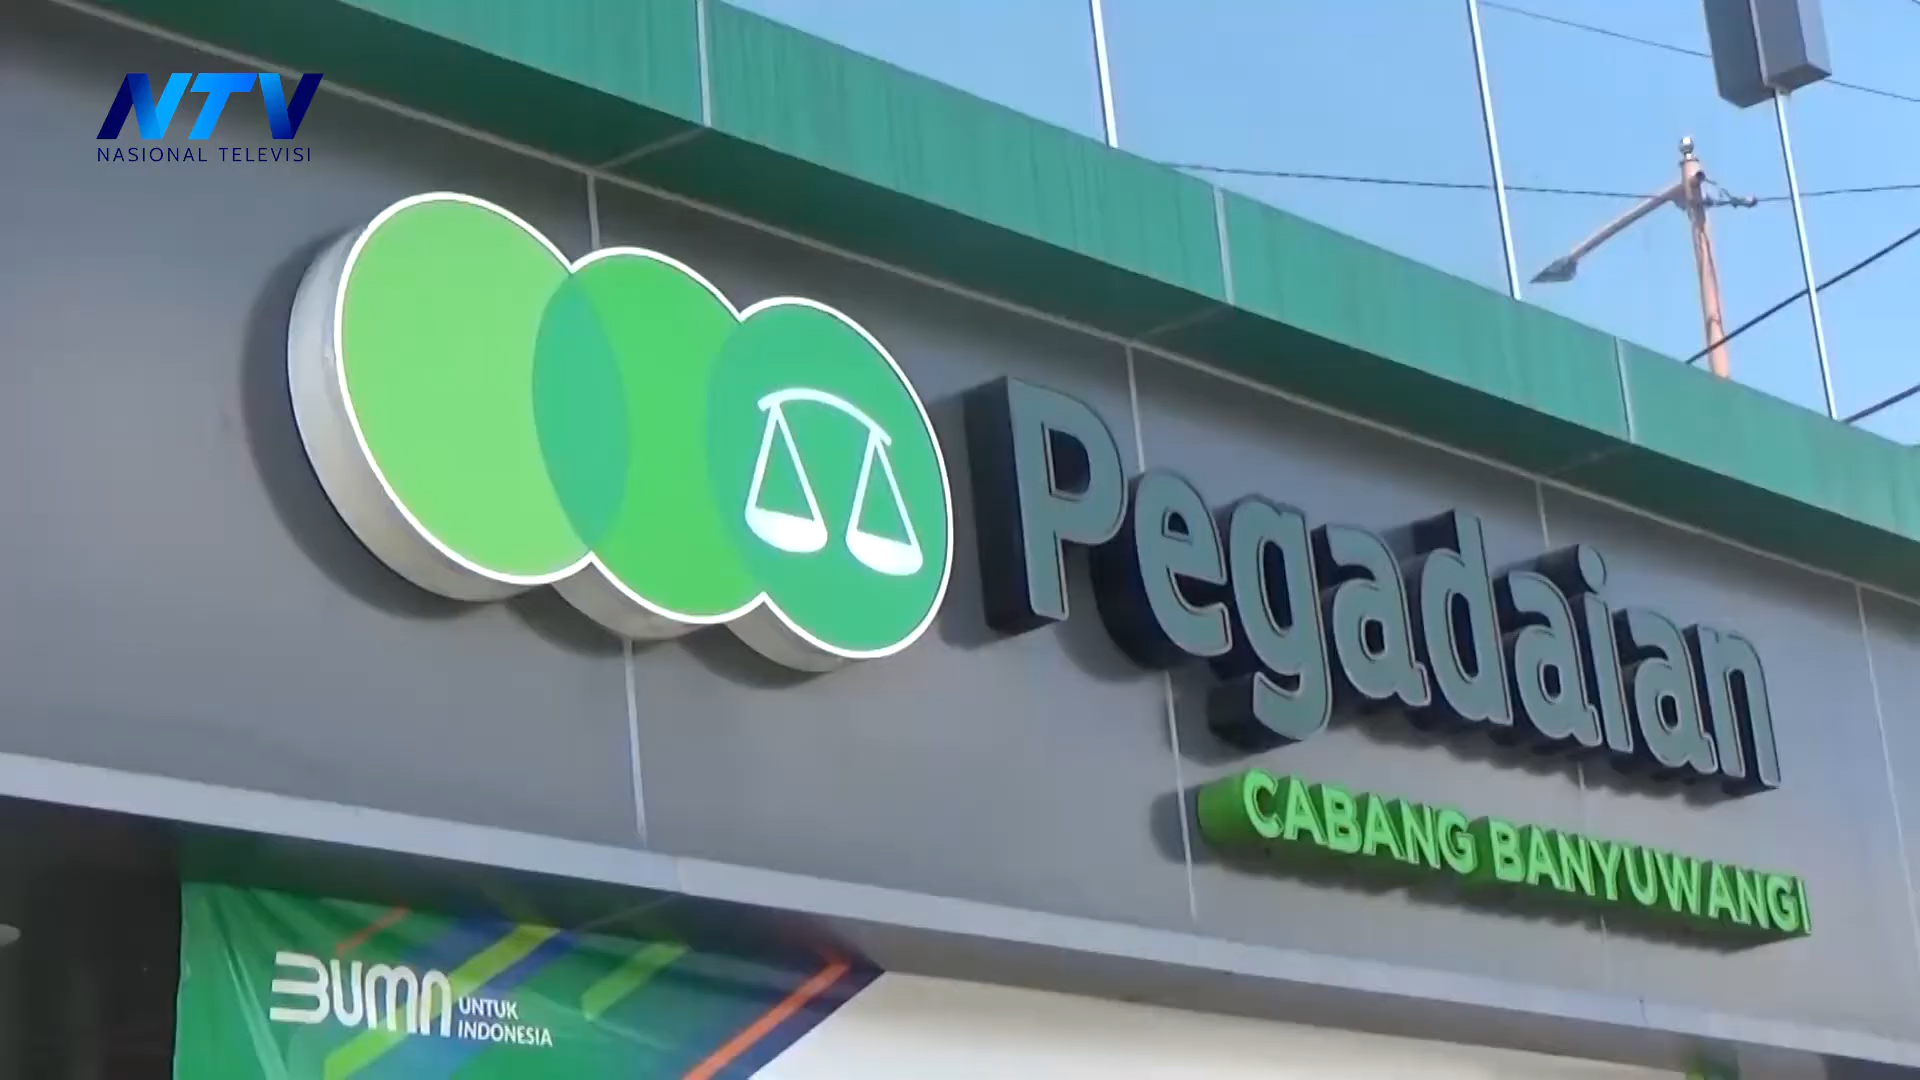 NTV
NASIONAL TELEVISI
Pegadaian
CABANG BANYUWANGI
BUMN
UNTUK
INDONESIA